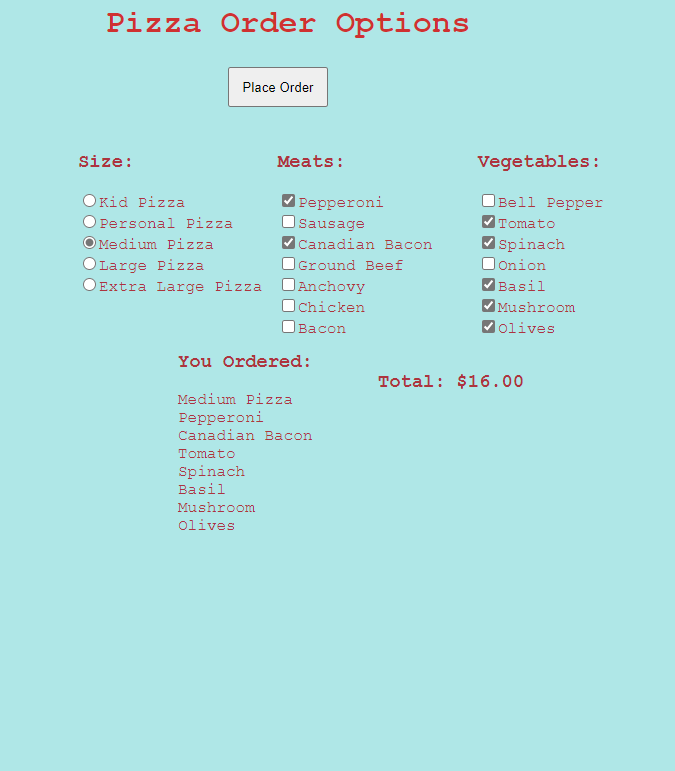 Pizza Order Options
Place Order
Size:
Kid Pizza
Personal Pizza
Medium Pizza
Large Pizza
Extra Large Pizza
Meats:
Pepperoni
Sausage
Canadian Bacon
Ground Beef
Anchovy
Chicken
Bacon
Vegetables:
Bell Pepper
Tomato
Spinach
Onion
Basil
Mushroom
Olives
You Ordered:
Medium Pizza
Pepperoni
Canadian Bacon
Tomato
Spinach
Basil
Mushroom
Olives
Total: $16.00